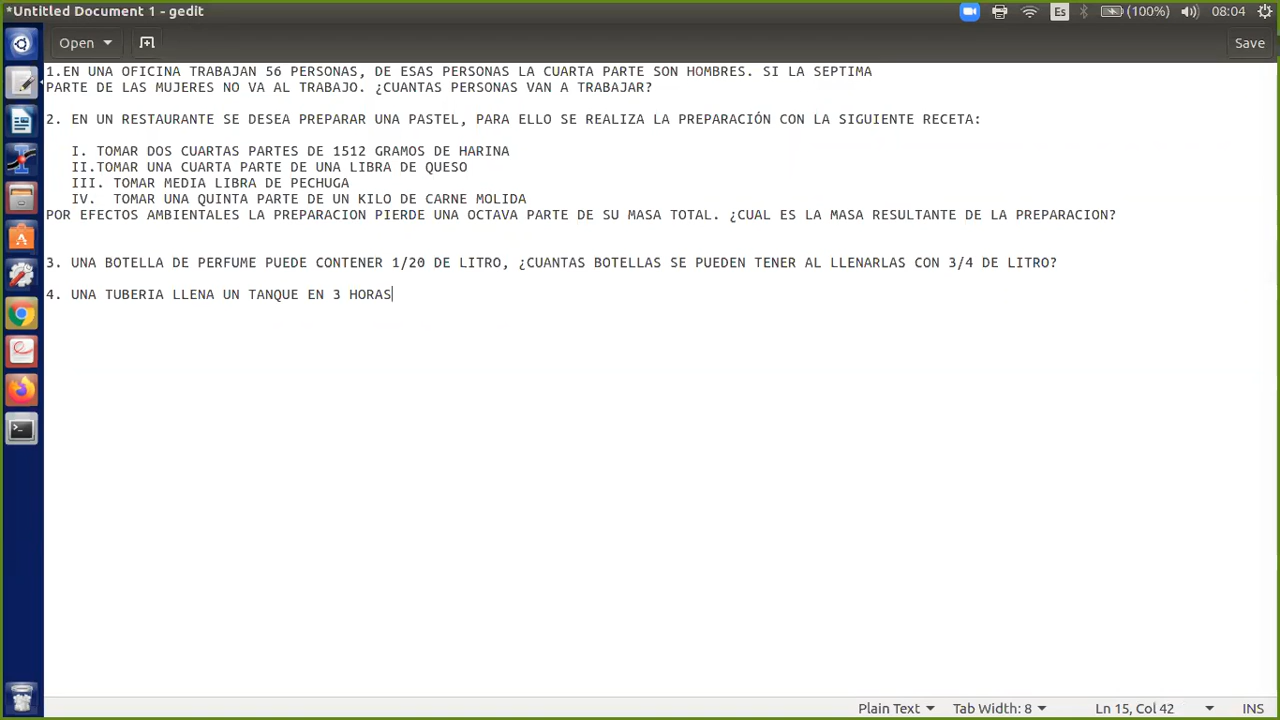 *Untitled Document 1 - gedit
Es
(100%)
08:04
Open
Save
1.EN UNA OFICINA TRABAJAN 56 PERSONAS, DE ESAS PERSONAS LA CUARTA PARTE SON HOMBRES. SI LA SEPTIMA
PARTE DE LAS MUJERES NO VA AL TRABAJO. ¿CUANTAS PERSONAS VAN A TRABAJAR?
2. EN UN RESTAURANTE SE DESEA PREPARAR UNA PASTEL, PARA ELLO SE REALIZA LA PREPARACIÓN CON LA SIGUIENTE RECETA:
I. TOMAR DOS CUARTAS PARTES DE 1512 GRAMOS DE HARINA
II.TOMAR UNA CUARTA PARTE DE UNA LIBRA DE QUESO
III. TOMAR MEDIA LIBRA DE PECHUGA
IV.  TOMAR UNA QUINTA PARTE DE UN KILO DE CARNE MOLIDA
POR EFECTOS AMBIENTALES LA PREPARACION PIERDE UNA OCTAVA PARTE DE SU MASA TOTAL. ¿CUAL ES LA MASA RESULTANTE DE LA PREPARACION?
3. UNA BOTELLA DE PERFUME PUEDE CONTENER 1/20 DE LITRO, ¿CUANTAS BOTELLAS SE PUEDEN TENER AL LLENARLAS CON 3/4 DE LITRO?
4. UNA TUBERIA LLENA UN TANQUE EN 3 HORAS
Plain Text
Tab Width: 8
Ln 15, Col 42
INS